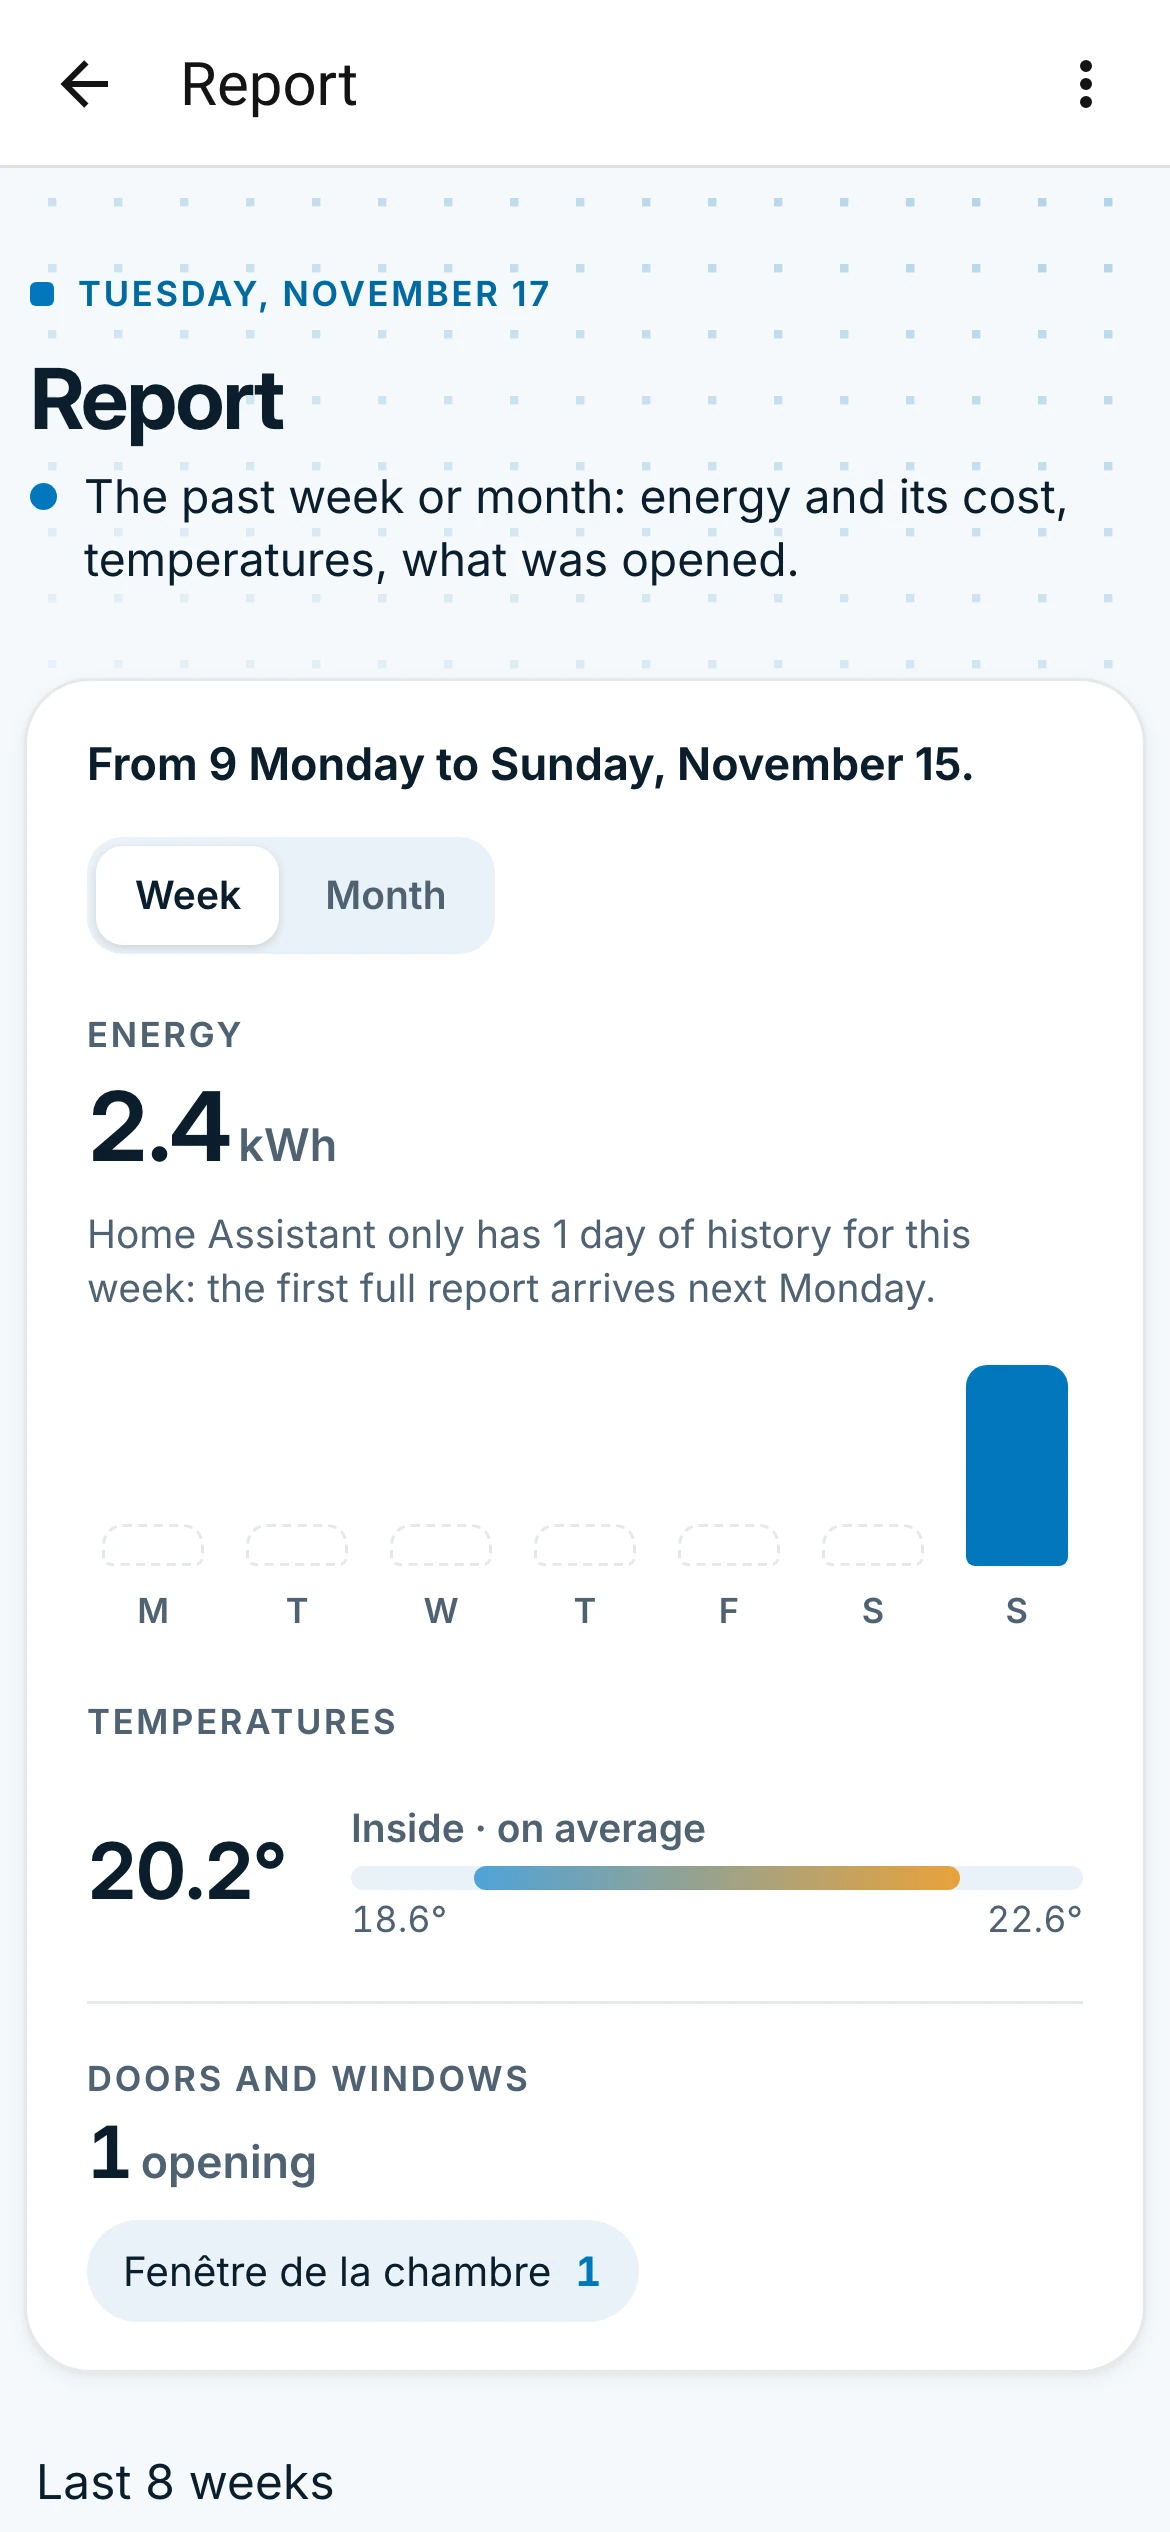 Report
TUESDAY, NOVEMBER 17
Report
The past week or month: energy and its cost,
temperatures, what was opened.
From 9 Monday to Sunday, November 15.
Week Month
ENERGY
2.4 kWh
Home Assistant only has 1 day of history for this
week: the first full report arrives next Monday.
M T W T F S S
TEMPERATURES
Inside · on average
20.2°
18.6° 22.6°
DOORS AND WINDOWS
1 opening
Fenêtre de la chambre 1
Last 8 weeks